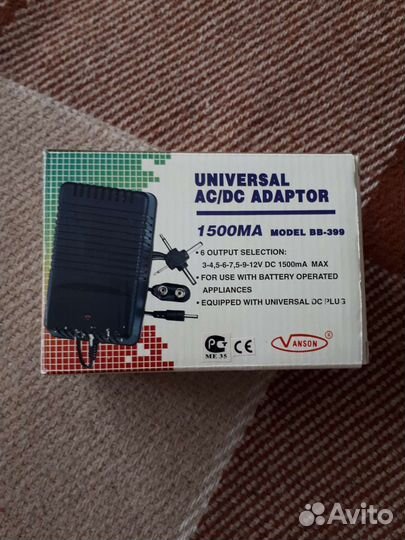 UNIVERSAL
AC/DC ADAPTOR
1500MA MODEL BB-399
• 6 OUTPUT SELECTION:
3-4,5-6-7,5-9-12V DC 1500mA MAX
• FOR USE WITH BATTERY OPERATED
APPLIANCES
• EQUIPPED WITH UNIVERSAL DC PLUG
РСТ
ME 35
CE
VANSON ®
Avito